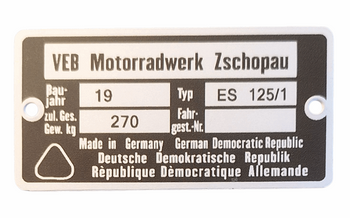 VEB Motorradwerk Zschopau
Bau-
jahr 19 Typ ES 125/1
zul. Ges.
Gew. kg 270 Fahr-
gest.-Nr.
Made in Germany German Democratic Republic
Deutsche Demokratische Republik
Rèpublique Dèmocratique Allemande